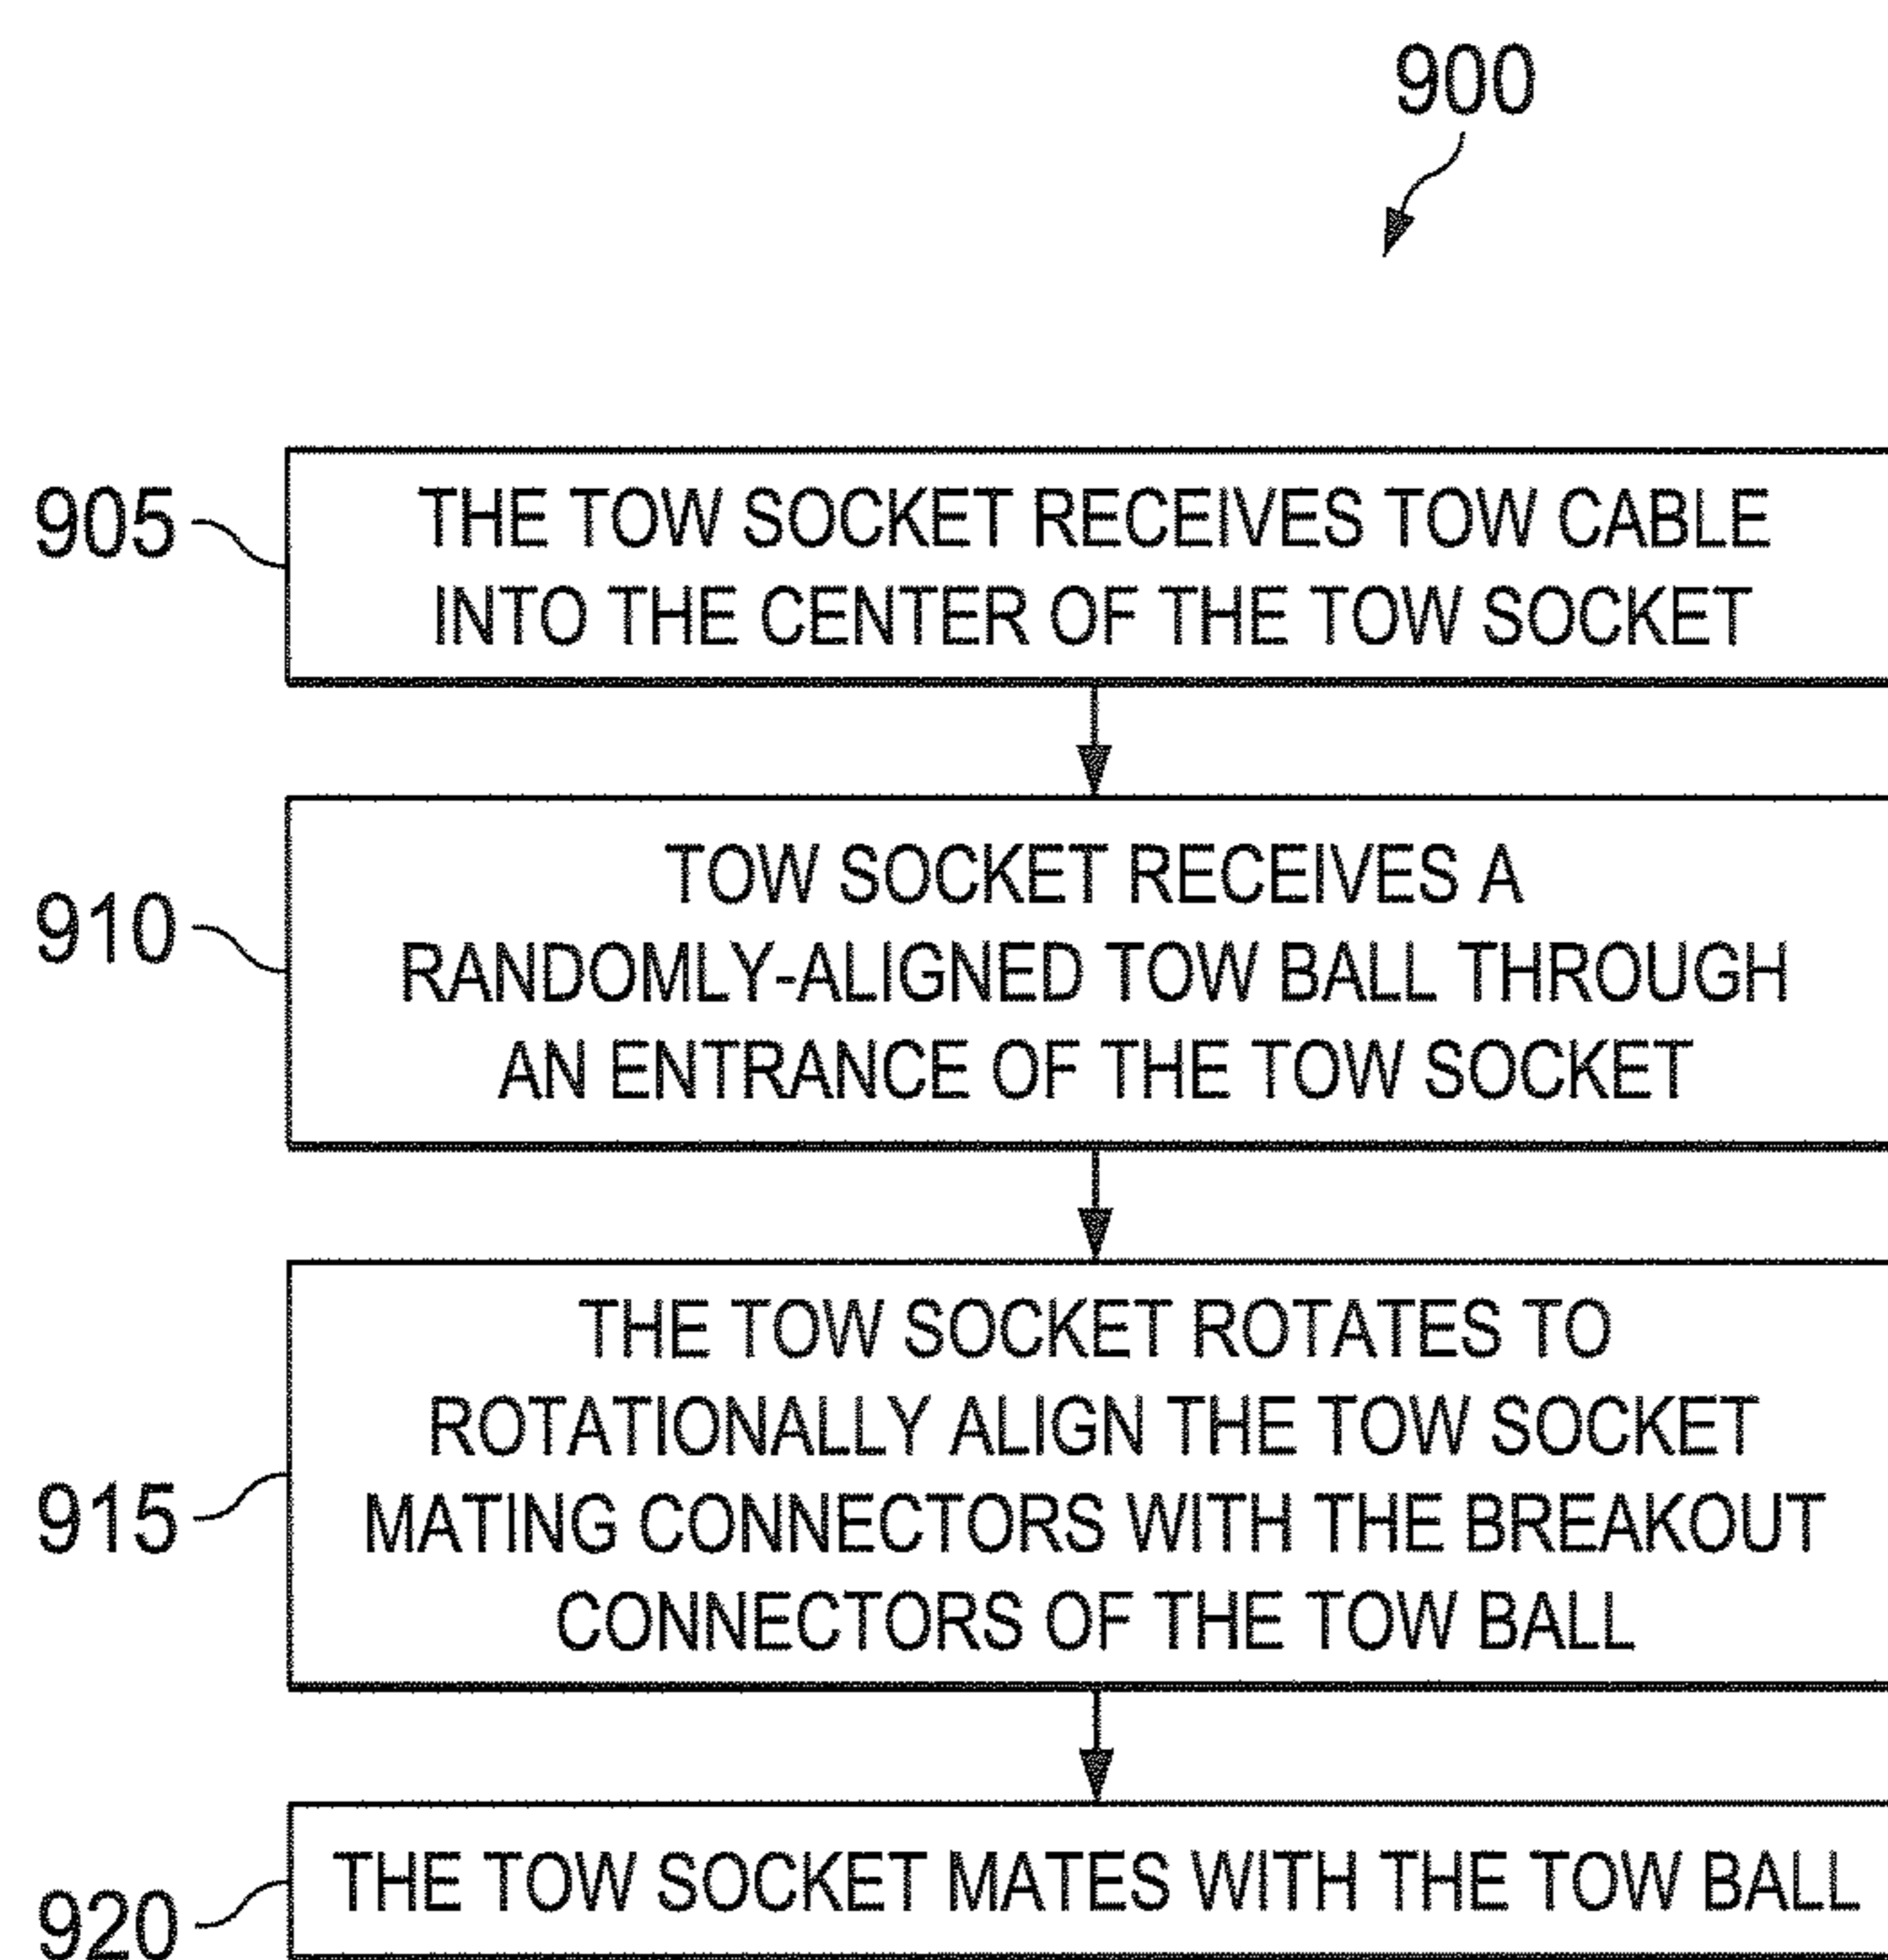 900
905
THE TOW SOCKET RECEIVES TOW CABLE
INTO THE CENTER OF THE TOW SOCKET
910
TOW SOCKET RECEIVES A
RANDOMLY-ALIGNED TOW BALL THROUGH
AN ENTRANCE OF THE TOW SOCKET
915
THE TOW SOCKET ROTATES TO
ROTATIONALLY ALIGN THE TOW SOCKET
MATING CONNECTORS WITH THE BREAKOUT
CONNECTORS OF THE TOW BALL
920
THE TOW SOCKET MATES WITH THE TOW BALL